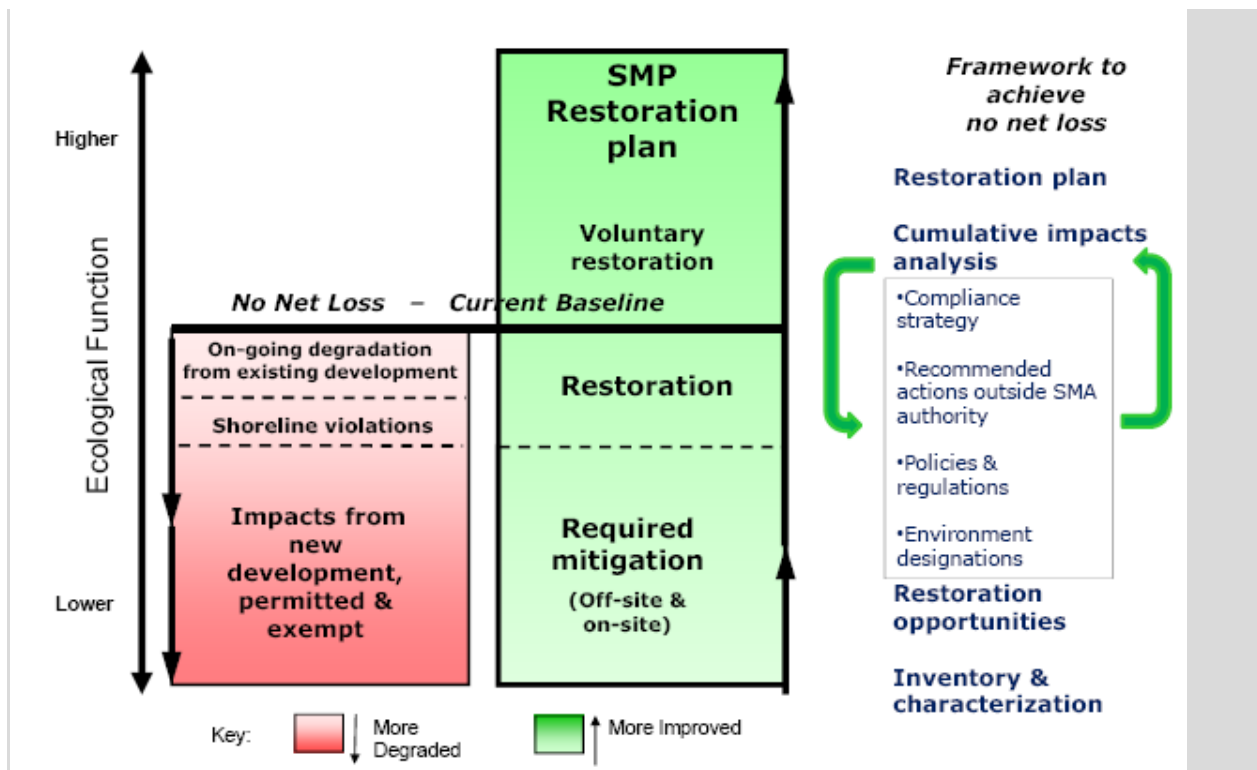 SMP
Restoration
plan
Voluntary
restoration
Higher
Ecological Function
Lower
No Net Loss – Current Baseline
On-going degradation
from existing development
Shoreline violations
Impacts from
new
development,
permitted &
exempt
Restoration
Required
mitigation
(Off-site &
on-site)
Framework to
achieve
no net loss
Restoration plan
Cumulative impacts
analysis
•Compliance
strategy
•Recommended
actions outside SMA
authority
•Policies &
regulations
•Environment
designations
Restoration
opportunities
Inventory &
characterization
Key:
More
Degraded
More Improved